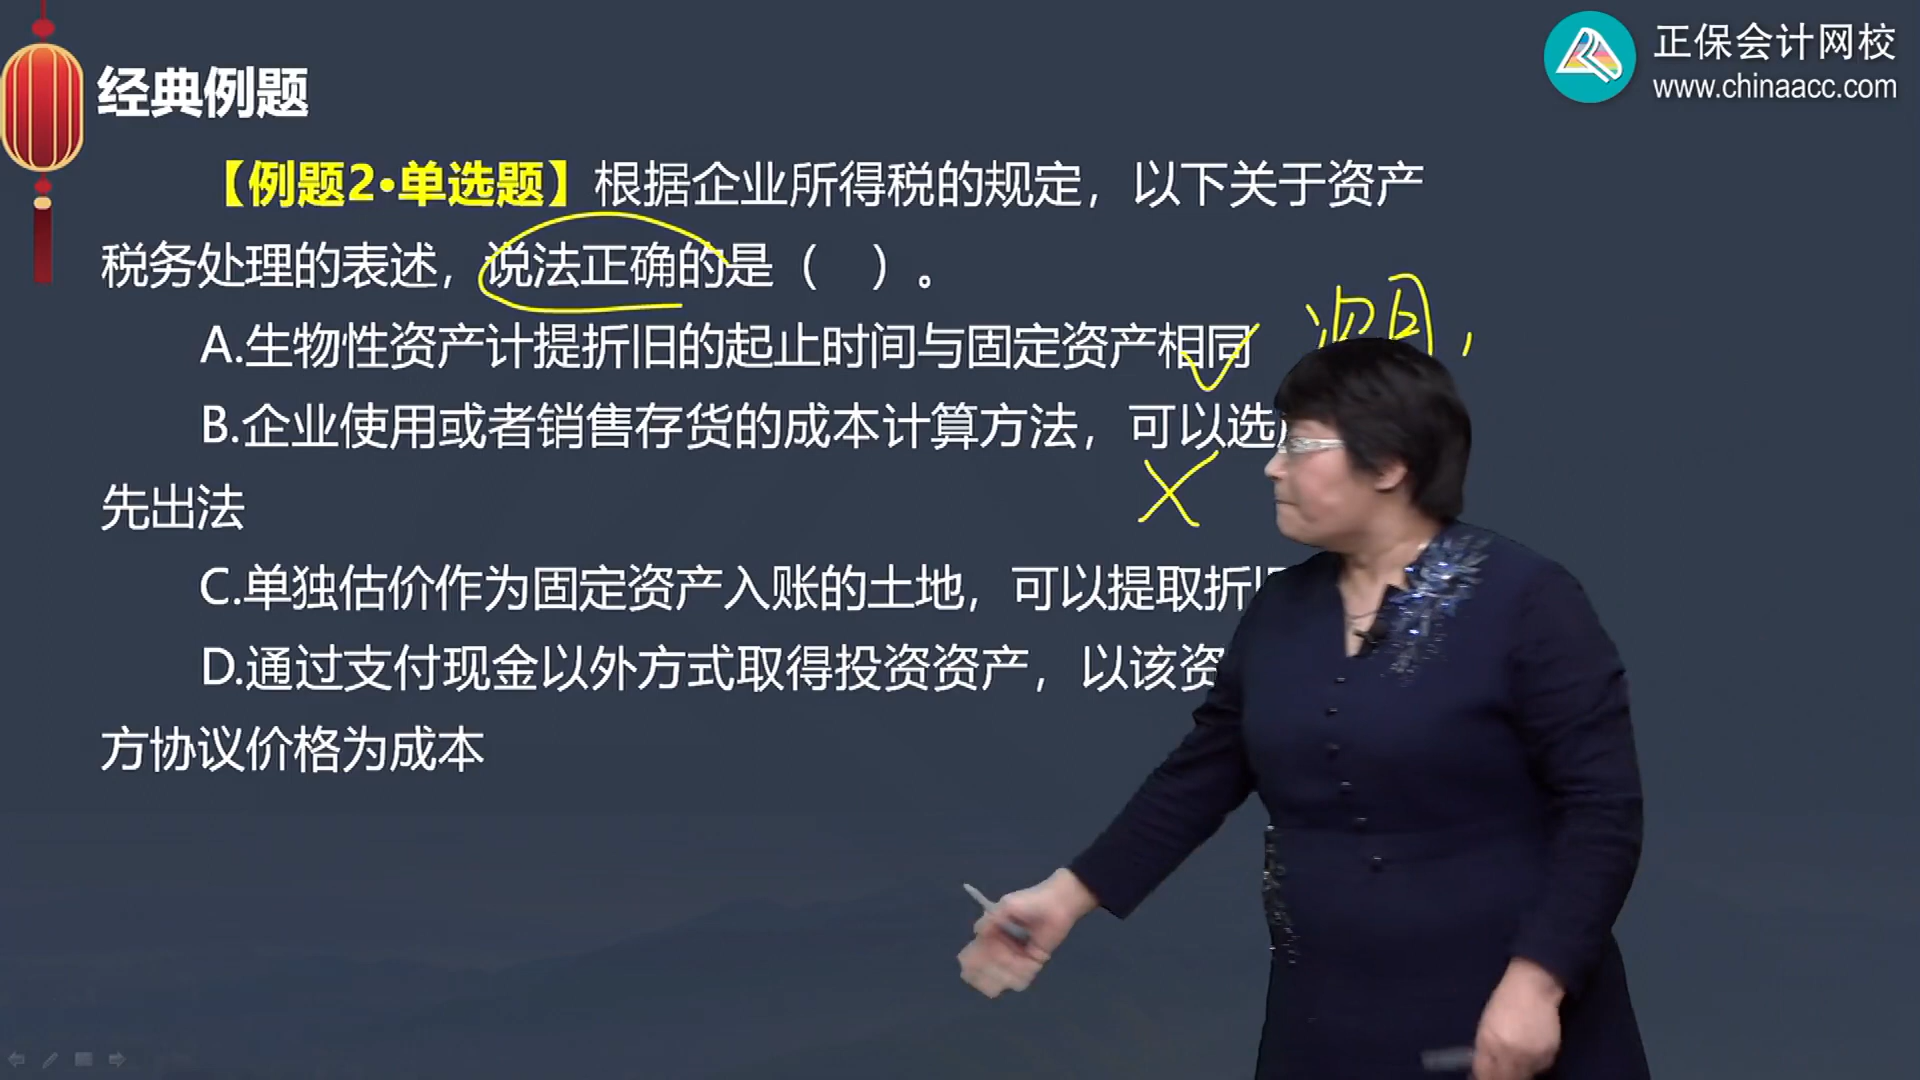 正保会计网校
www.chinaacc.com
经典例题
【例题2•单选题】根据企业所得税的规定，以下关于资产
税务处理的表述，说法正确的是（ ）。
次月，
A.生物性资产计提折旧的起止时间与固定资产相同
B.企业使用或者销售存货的成本计算方法，可以选
先出法
C.单独估价作为固定资产入账的土地，可以提取折
D.通过支付现金以外方式取得投资资产，以该资
方协议价格为成本